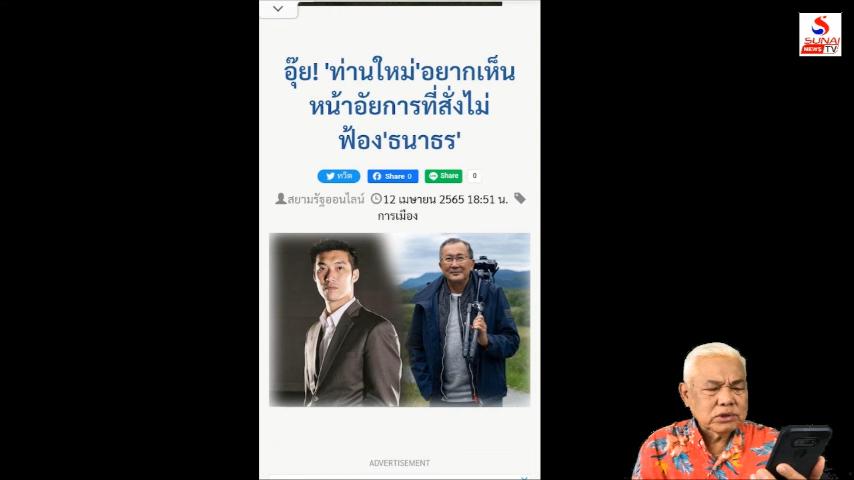 SUNAI
NEWS TV
อุ๊ย! 'ท่านใหม่'อยากเห็น
หน้าอัยการที่สั่งไม่
ฟ้อง'ธนาธร'
ทวีต Share 0 Share 0
สยามรัฐออนไลน์ 12 เมษายน 2565 18:51 น.
การเมือง
ADVERTISEMENT